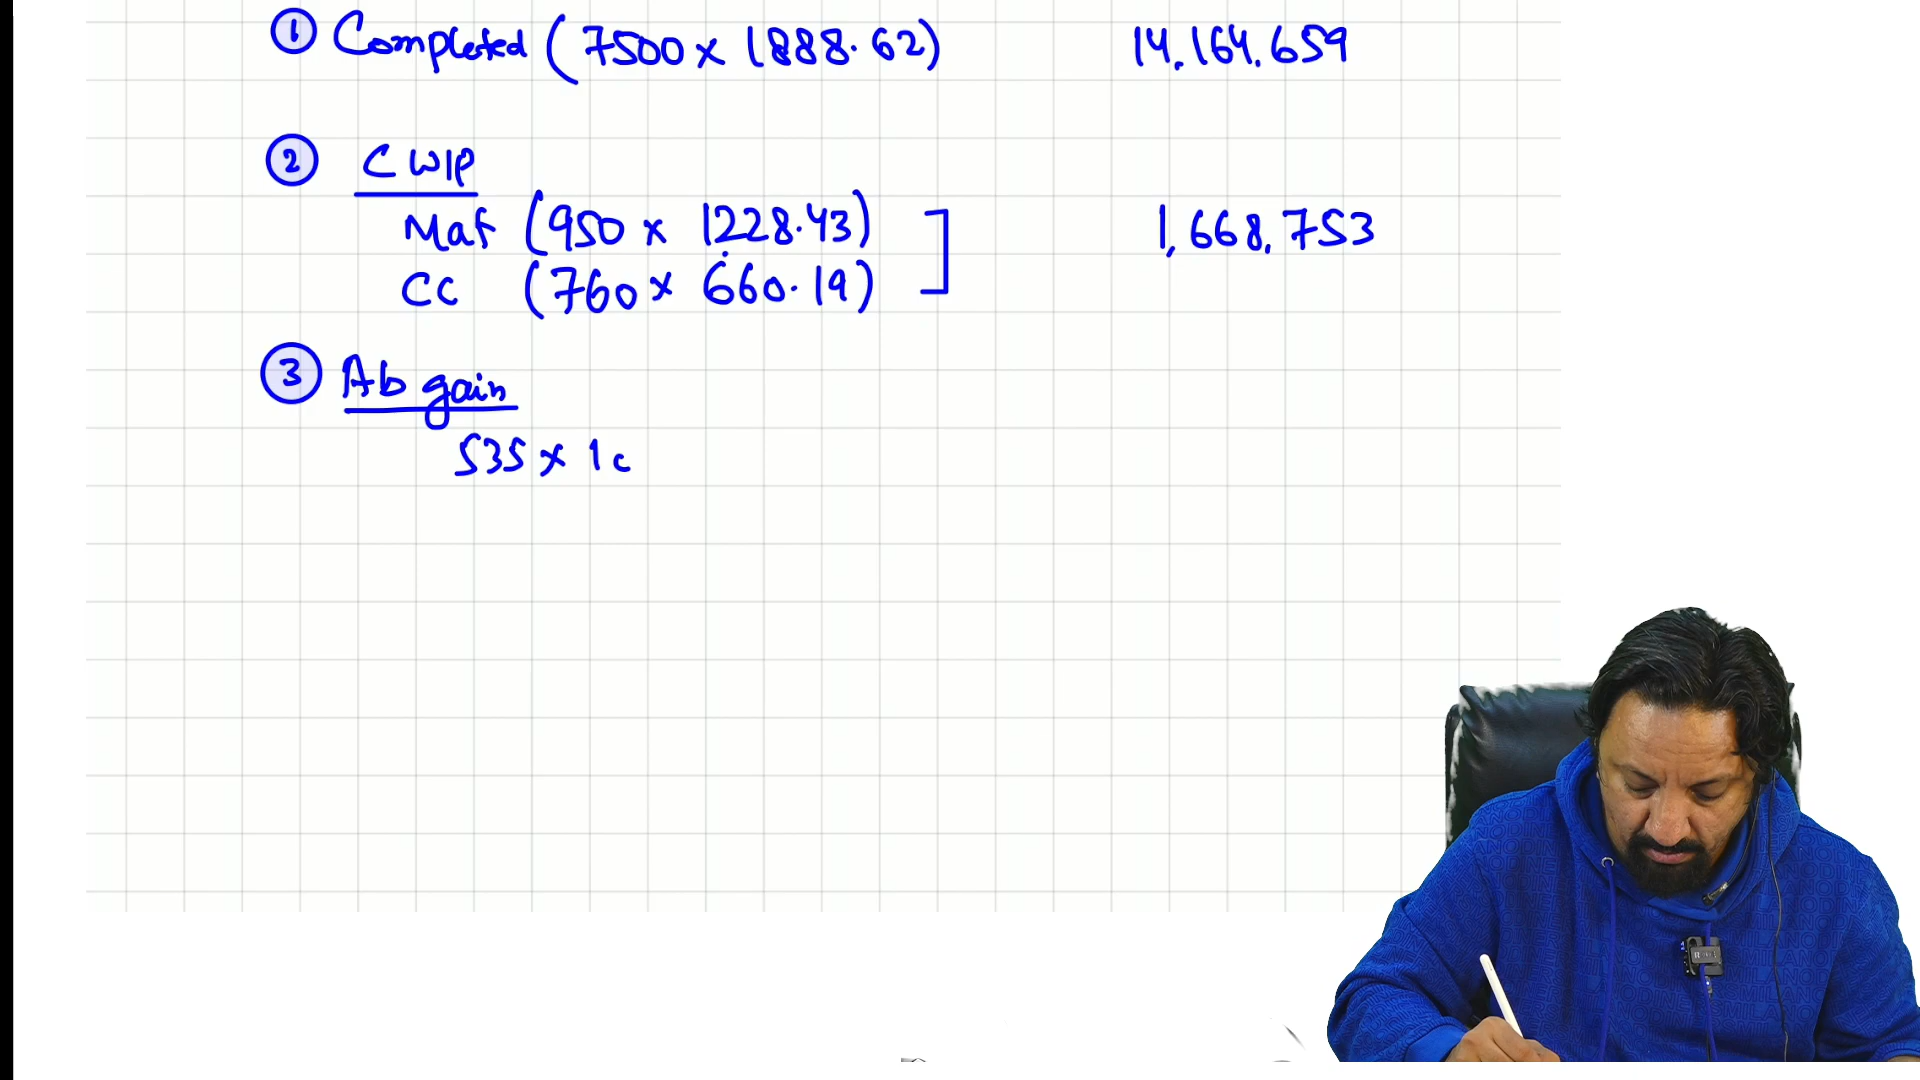 1 Completed (7500 x 1888.62) 14,164,659
2 CWIP
Mat (950 x 1228.43) 1,668,753
CC (760 x 660.19)
3 Ab gain
535 x 1c